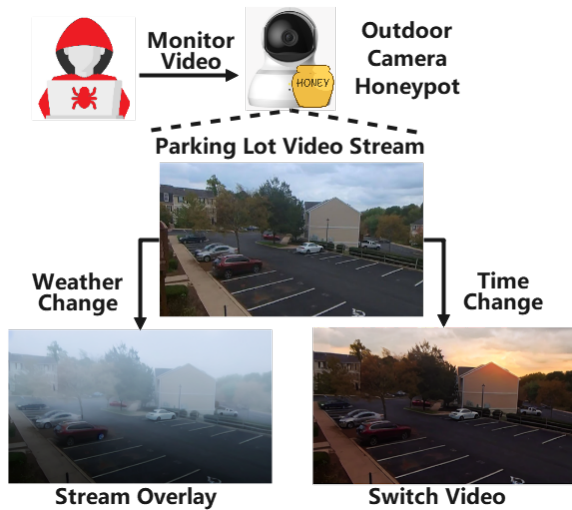 Monitor
Video
HONEY
Outdoor
Camera
Honeypot
Parking Lot Video Stream
Weather
Change
Time
Change
Stream Overlay
Switch Video